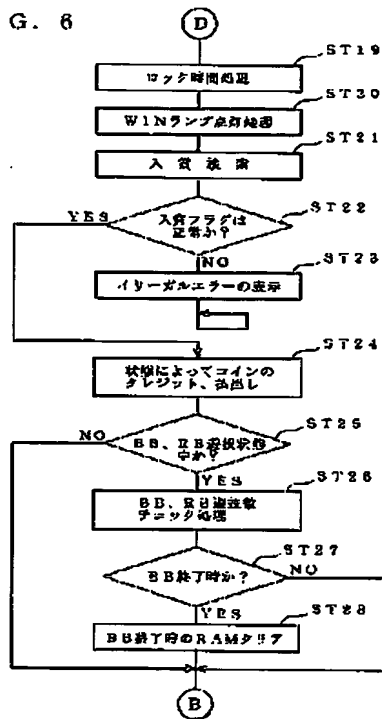 G. 6
D
ST19
ロック時間処理
ST30
WINランプ点灯処理
ST21
入賞検索
ST22
YES
入賞フラグは
正常か?
NO
ST23
イリーガルエラーの表示
ST24
状態によってコインの
クレジット、払出し
ST25
NO
BB、RB遊技状態
中か?
YES
ST26
BB、RB遊技数
チェック処理
ST27
BB終了時か?
NO
YES
ST28
BB終了時のRAMクリア
B